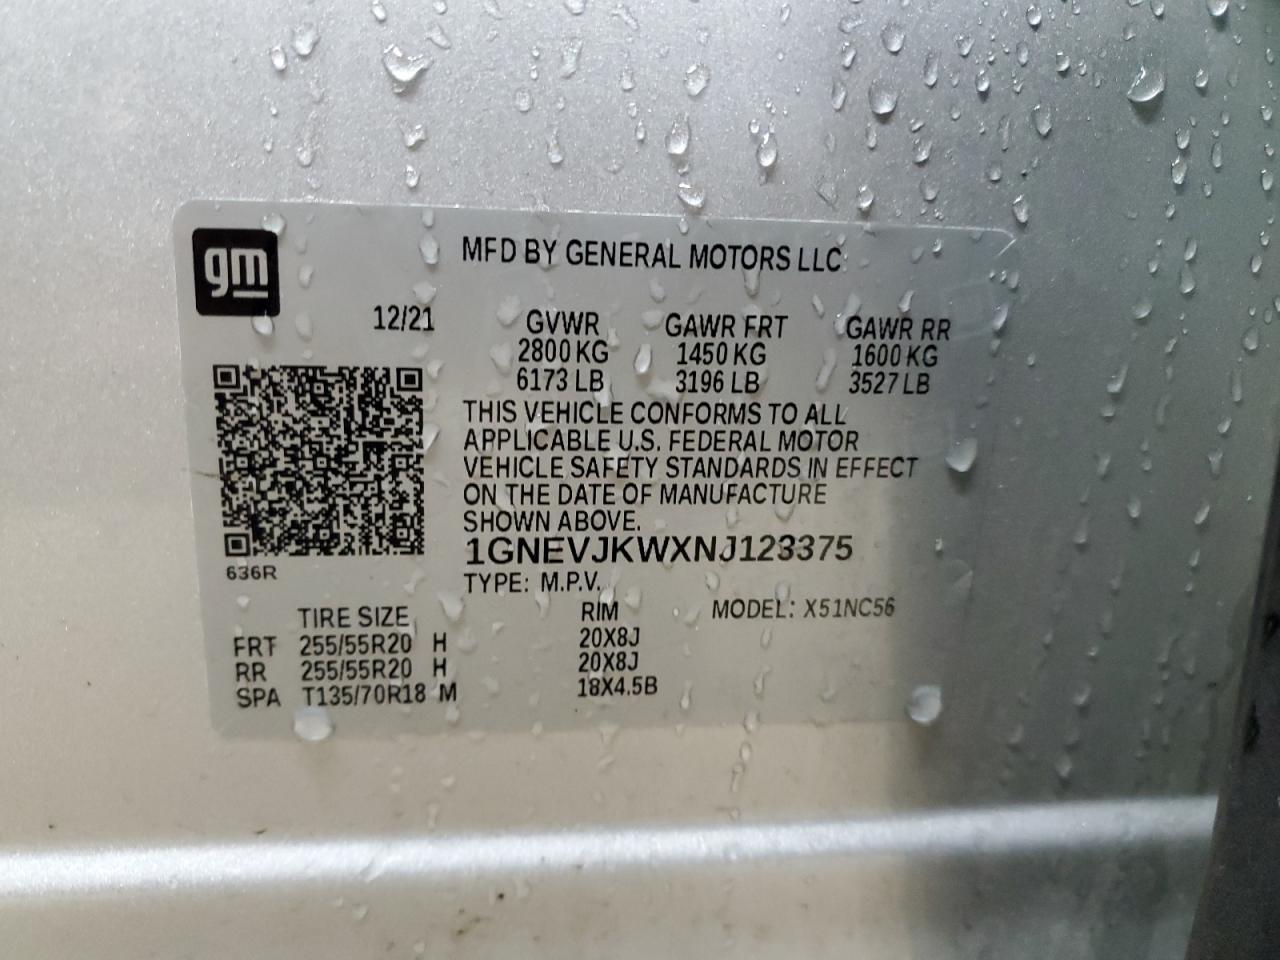 gm
MFD BY GENERAL MOTORS LLC
12/21
GVWR GAWR FRT GAWR RR
2800 KG 1450 KG 1600 KG
6173 LB 3196 LB 3527 LB
THIS VEHICLE CONFORMS TO ALL
APPLICABLE U.S. FEDERAL MOTOR
VEHICLE SAFETY STANDARDS IN EFFECT
ON THE DATE OF MANUFACTURE
SHOWN ABOVE.
1GNEVJKWXNJ123375
636R
TYPE: M.P.V.
TIRE SIZE RIM MODEL: X51NC56
FRT 255/55R20 H 20X8J
RR 255/55R20 H 20X8J
SPA T135/70R18 M 18X4.5B